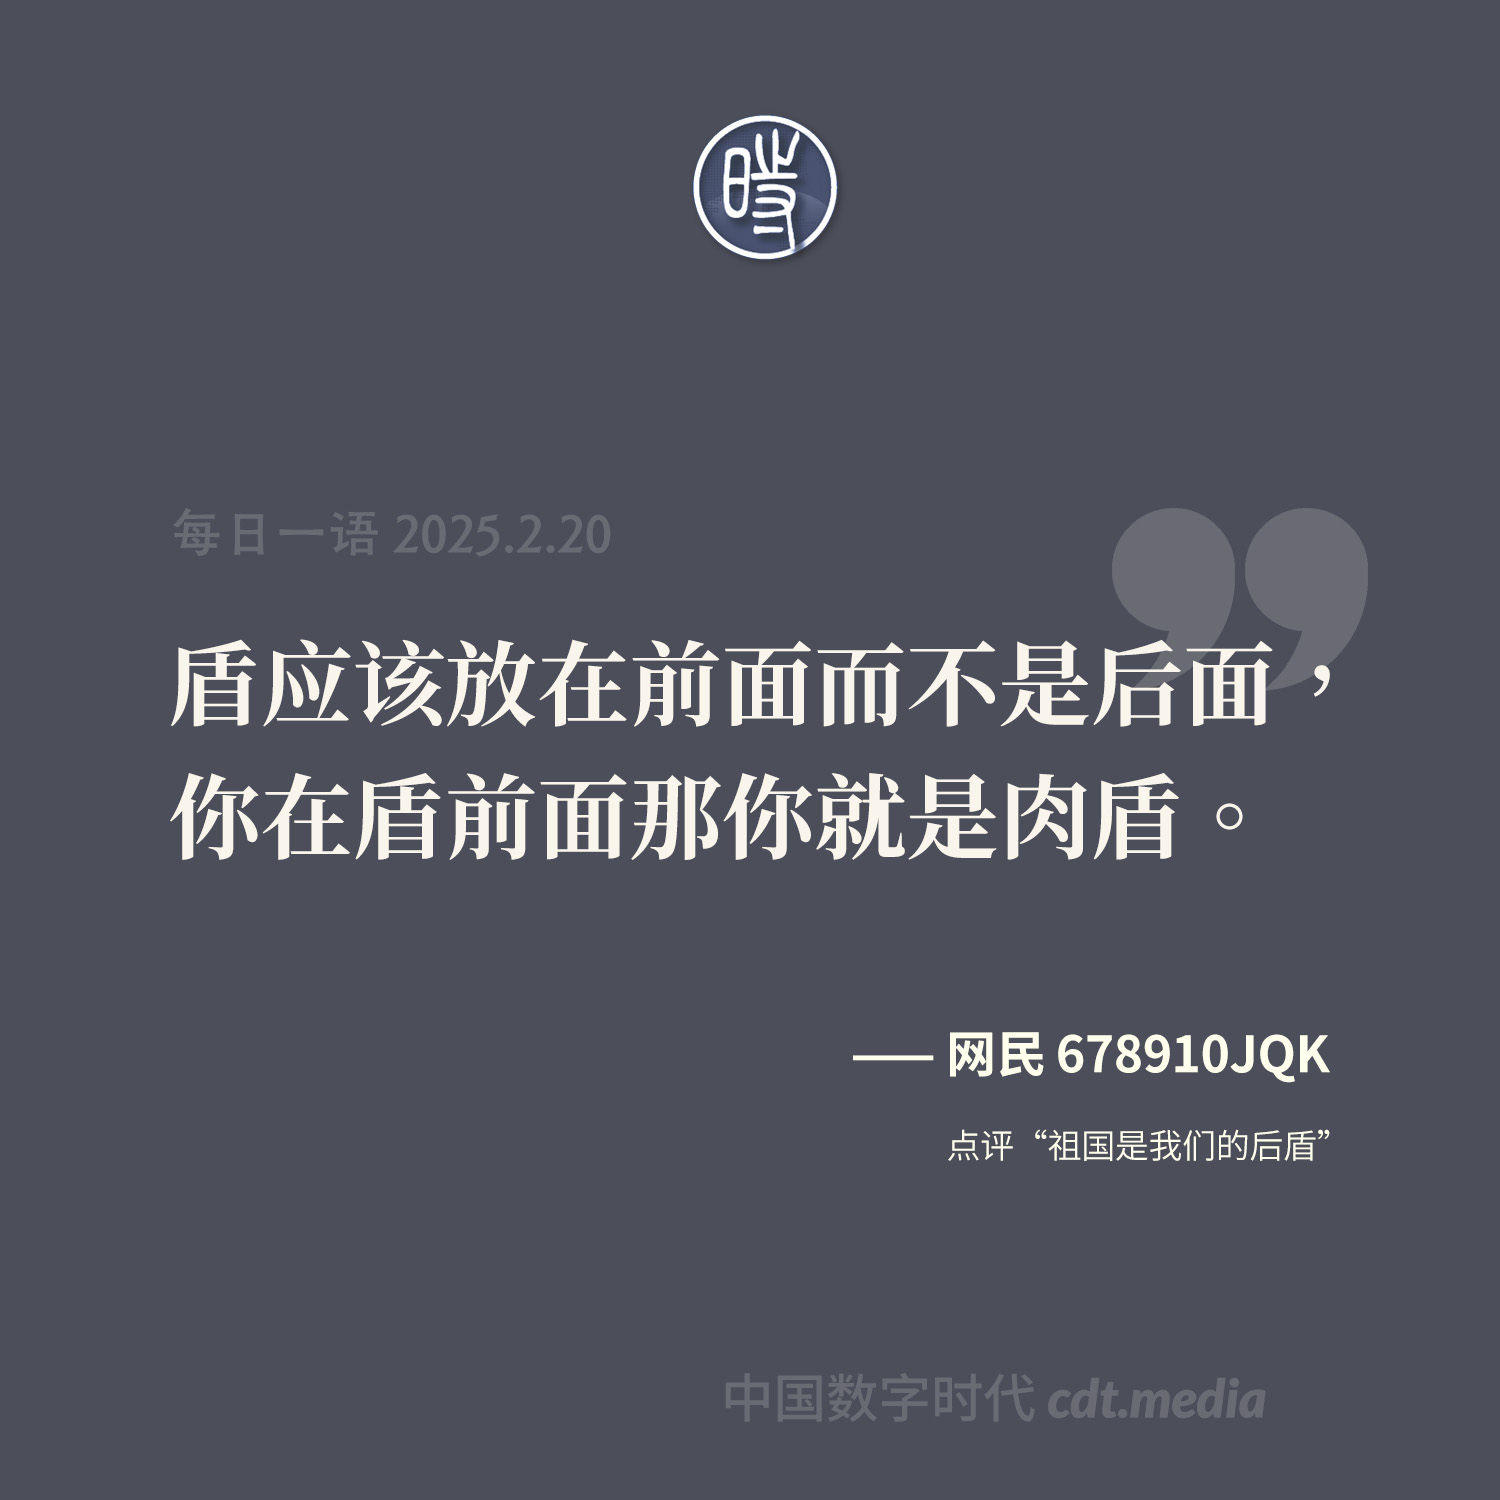 時
每日一语 2025.2.20
盾应该放在前面而不是后面，
你在盾前面那你就是肉盾。
—— 网民 678910JQK
点评“祖国是我们的后盾”
中国数字时代 cdt.media